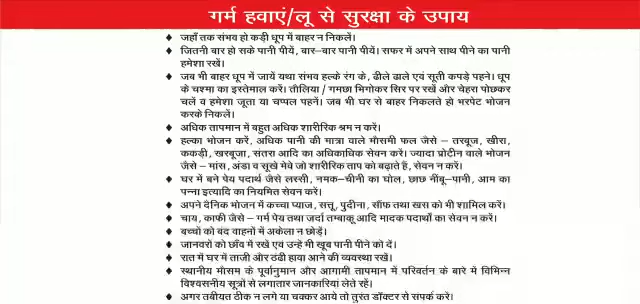 गर्म हवाएं/लू से सुरक्षा के उपाय
♦ जहाँ तक संभव हो कड़ी धूप में बाहर न निकलें।
♦ जितनी बार हो सके पानी पीयें, बार–बार पानी पीयें। सफर में अपने साथ पीने का पानी
हमेशा रखें।
♦ जब भी बाहर धूप में जायें यथा संभव हल्के रंग के, ढीले ढाले एवं सूती कपड़े पहने। धूप
के चश्मा का इस्तेमाल करें। तौलिया / गमछा भिगोकर सिर पर रखें और चेहरा पोछकर
चलें व हमेशा जूता या चप्पल पहनें। जब भी घर से बाहर निकलते हो भरपेट भोजन
करके निकलें।
♦ अधिक तापमान में बहुत अधिक शारीरिक श्रम न करें।
♦ हल्का भोजन करें, अधिक पानी की मात्रा वाले मौसमी फल जैसे – तरबूज, खीरा,
ककड़ी, खरबूजा, संतरा आदि का अधिकाधिक सेवन करें। ज्यादा प्रोटीन वाले भोजन
जैसे – मांस, अंडा व सूखे मेवे जो शारीरिक ताप को बढ़ाते हैं, सेवन न करें।
♦ घर में बने पेय पदार्थ जैसे लस्सी, नमक–चीनी का घोल, छाछ नींबू–पानी, आम का
पन्ना इत्यादि का नियमित सेवन करें।
♦ अपने दैनिक भोजन में कच्चा प्याज, सत्तू, पुदीना, सौंफ तथा खस को भी शामिल करें।
♦ चाय, काफी जैसे – गर्म पेय तथा जर्दा तम्बाकू आदि मादक पदार्थों का सेवन न करें।
♦ बच्चों को बंद वाहनों में अकेला न छोड़ें।
♦ जानवरों को छाँव में रखें एवं उन्हें भी खूब पानी पीने को दें।
♦ रात में घर में ताजी और ठंढी हाया आने की व्यवस्था रखें।
♦ स्थानीय मौसम के पूर्वानुमान और आगामी तापमान में परिवर्तन के बारे में विभिन्न
विश्वसनीय सूत्रों से लगातार जानकारियां लेते रहें।
♦ अगर तबीयत ठीक न लगे या चक्कर आये तो तुरंत डॉक्टर से संपर्क करें।